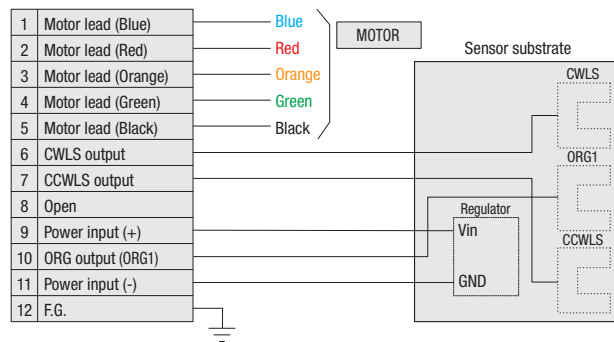 1 Motor lead (Blue) Blue
2 Motor lead (Red) Red
3 Motor lead (Orange) Orange
4 Motor lead (Green) Green
5 Motor lead (Black) Black
6 CWLS output
7 CCWLS output
8 Open
9 Power input (+)
10 ORG output (ORG1)
11 Power input (-)
12 F.G.
MOTOR
Sensor substrate
CWLS
ORG1
CCWLS
Regulator
Vin
GND